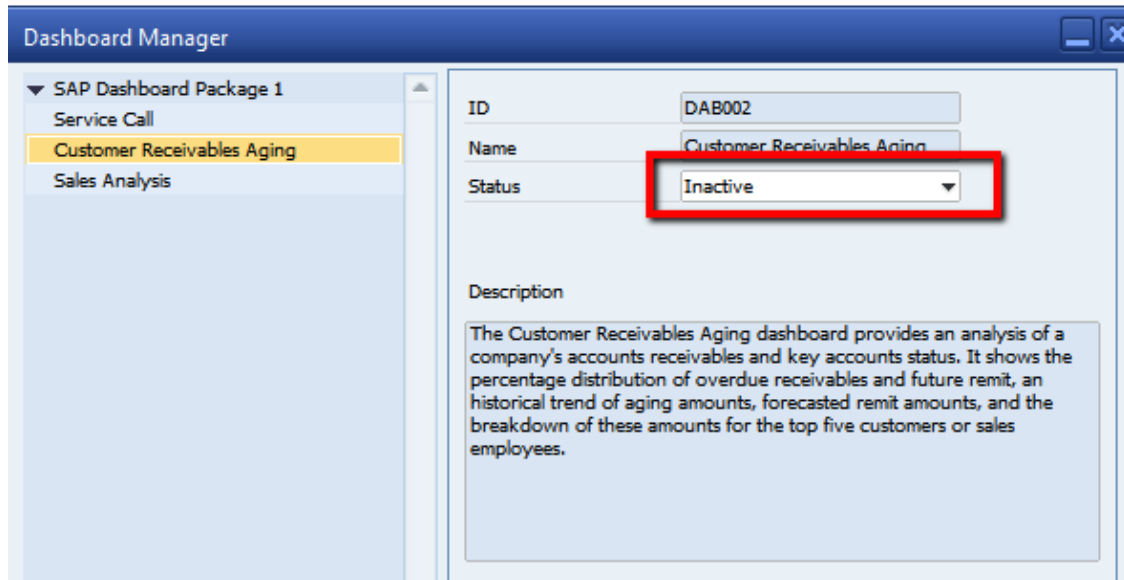 Dashboard Manager
SAP Dashboard Package 1
Service Call
Customer Receivables Aging
Sales Analysis
ID DAB002
Name Customer Receivables Aging
Status Inactive
Description
The Customer Receivables Aging dashboard provides an analysis of a
company's accounts receivables and key accounts status. It shows the
percentage distribution of overdue receivables and future remit, an
historical trend of aging amounts, forecasted remit amounts, and the
breakdown of these amounts for the top five customers or sales
employees.